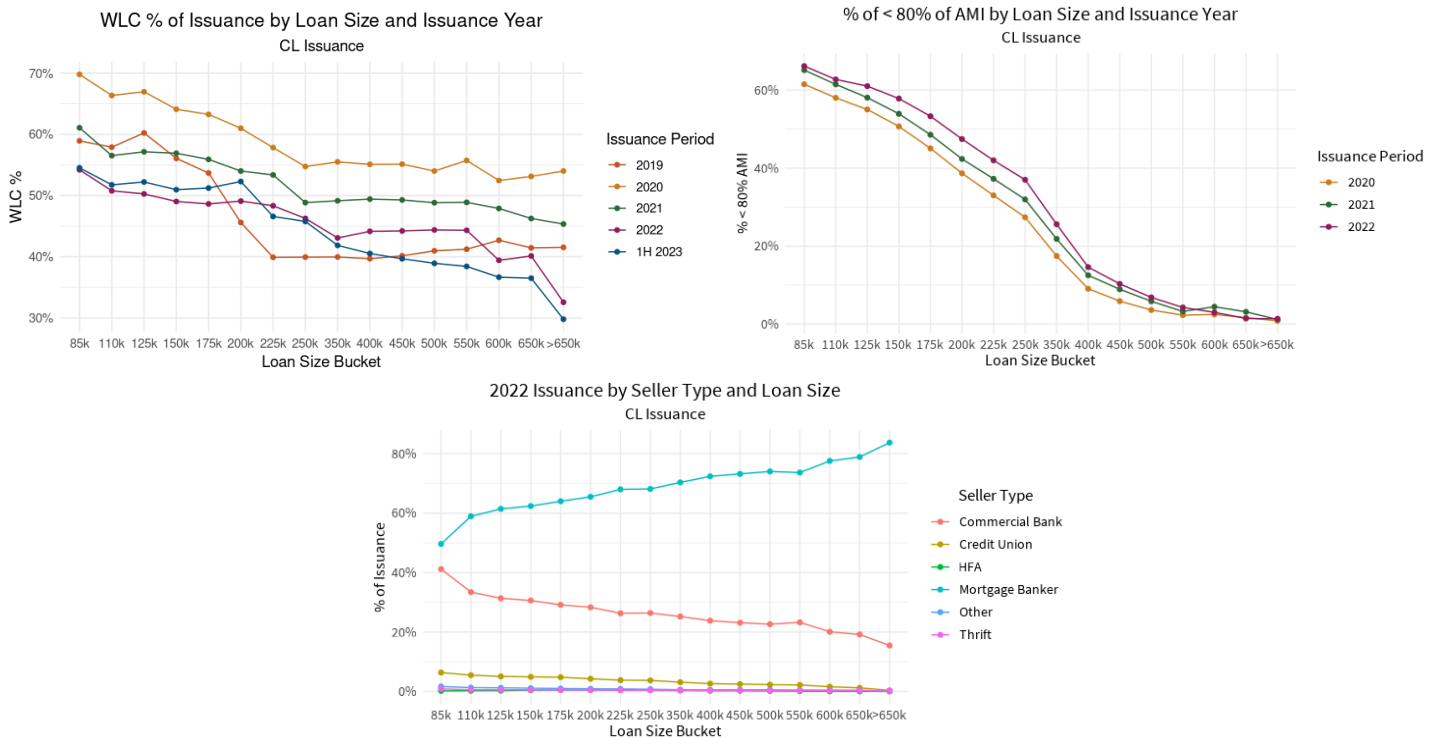 WLC % of Issuance by Loan Size and Issuance Year
CL Issuance
70%
60%
50%
40%
30%
WLC %
85k 110k 125k 150k 175k 200k 225k 250k 350k 400k 450k 500k 550k 600k 650k >650k
Loan Size Bucket
Issuance Period
2019
2020
2021
2022
1H 2023
% of < 80% of AMI by Loan Size and Issuance Year
CL Issuance
60%
40%
20%
0%
% < 80% AMI
85k 110k 125k 150k 175k 200k 225k 250k 350k 400k 450k 500k 550k 600k 650k >650k
Loan Size Bucket
Issuance Period
2020
2021
2022
2022 Issuance by Seller Type and Loan Size
CL Issuance
80%
60%
40%
20%
0%
% of Issuance
85k 110k 125k 150k 175k 200k 225k 250k 350k 400k 450k 500k 550k 600k 650k >650k
Loan Size Bucket
Seller Type
Commercial Bank
Credit Union
HFA
Mortgage Banker
Other
Thrift